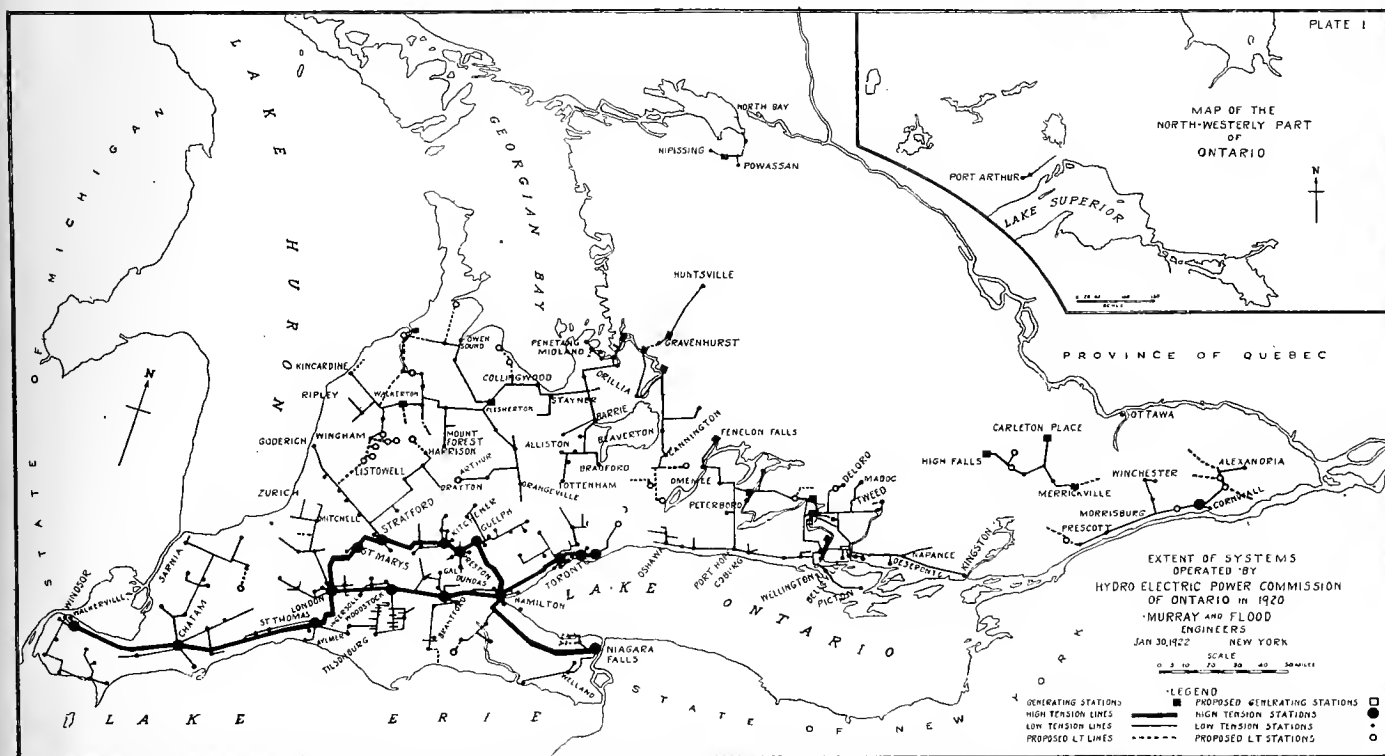 PLATE 1
MAP OF THE
NORTH-WESTERLY PART
OF
ONTARIO
N
PORT ARTHUR
LAKE SUPERIOR
SCALE
LAKE HURON
GEORGIAN BAY
STATE OF MICHIGAN
N
NORTH BAY
NIPISSING
POWASSAN
HUNTSVILLE
GRAVENHURST
PENETANG
MIDLAND
OWEN
SOUND
KINCARDINE
COLLINGWOOD
ORILLIA
RIPLEY
WALKERTON
FLESHERTON
STAYNER
BARRIE
PROVINCE OF QUEBEC
OTTAWA
GODERICH
WINGHAM
MOUNT
FOREST
HARRISON
ALLISTON
BEAVERTON
CANNINGTON
FENELON FALLS
CARLETON PLACE
HIGH FALLS
LISTOWELL
ARTHUR
DRATTON
ORANGEVILLE
TOTTENHAM
BRADFORD
OMEMEE
DELORO
MADOC
TWEED
WINCHESTER
ALEXANDRIA
MERRICKVILLE
ZURICH
MITCHELL
STRATFORD
KITCHENER
GUELPH
PETERBORO
MORRISBURG
CORNWALL
PRESCOTT
ST MARYS
PRESTON
GALT
DUNDAS
TORONTO
OSHAWA
PORT HOPE
COBURG
NAPANEE
DESEPONTE
KINGSTON
WELLINGTON
BELLS
PICTON
SARNIA
WINDSOR
WALKERVILLE
CHATAM
LONDON
ST THOMAS
INGERSOLL
WOODSTOCK
AYLMER
TILSONBURG
BRANTFORD
HAMILTON
NIAGARA
FALLS
WELLAND
LAKE ONTARIO
LAKE ERIE
STATE OF NEW YORK
EXTENT OF SYSTEMS
OPERATED BY
HYDRO ELECTRIC POWER COMMISSION
OF ONTARIO IN 1920
MURRAY AND FLOOD
ENGINEERS
JAN 30, 1922 NEW YORK
SCALE
0 5 10 20 30 40 50 MILES
LEGEND
GENERATING STATIONS PROPOSED GENERATING STATIONS
HIGH TENSION LINES HIGH TENSION STATIONS
LOW TENSION LINES LOW TENSION STATIONS
PROPOSED LT LINES PROPOSED LT STATIONS